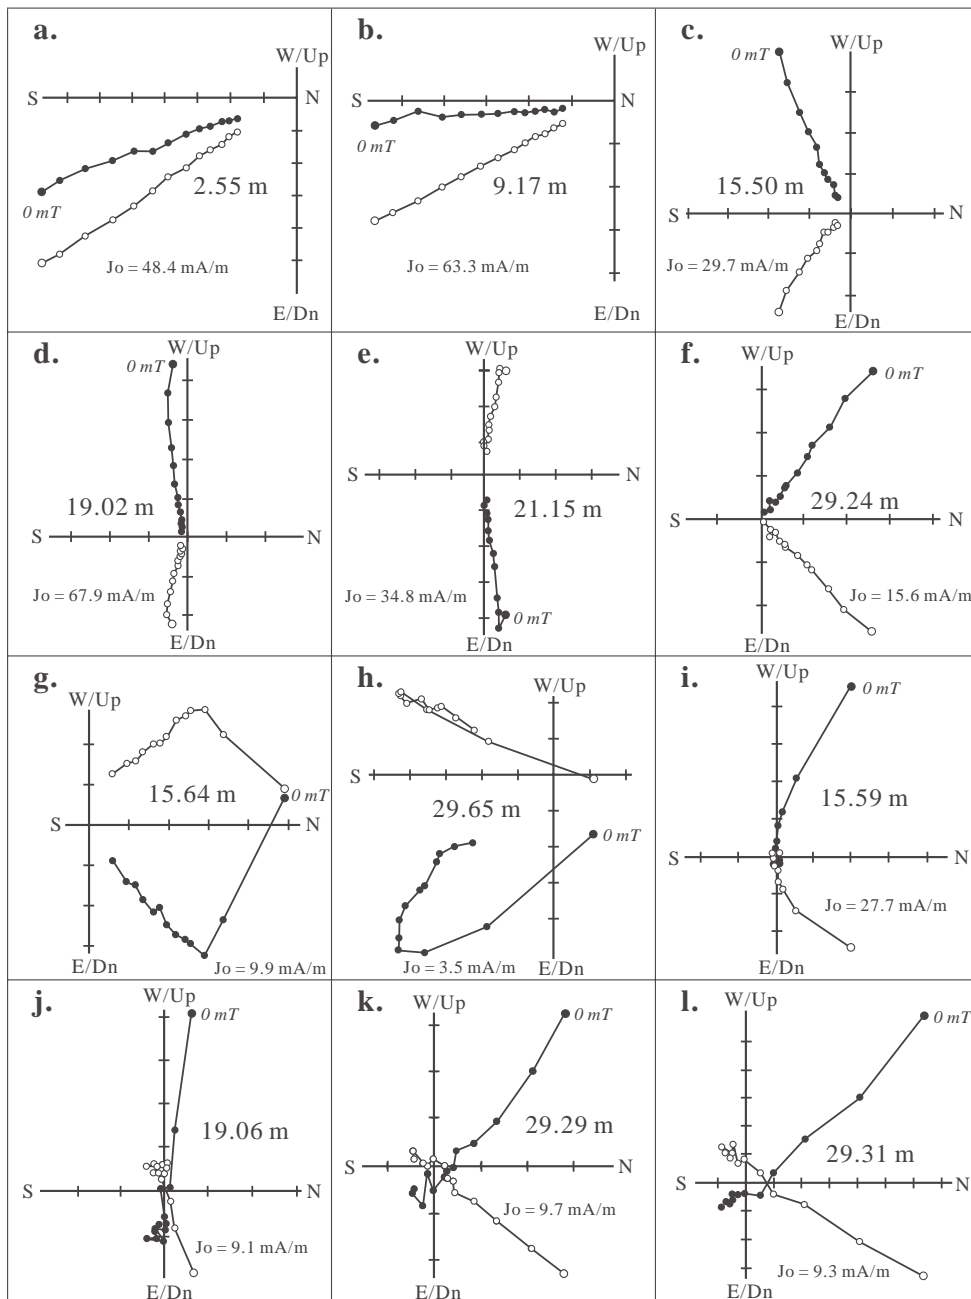 a.
W/Up
S
N
0 mT
2.55 m
Jo = 48.4 mA/m
E/Dn
b.
W/Up
S
N
0 mT
9.17 m
Jo = 63.3 mA/m
E/Dn
c.
W/Up
0 mT
15.50 m
S
N
Jo = 29.7 mA/m
E/Dn
d.
W/Up
0 mT
19.02 m
S
N
Jo = 67.9 mA/m
E/Dn
e.
W/Up
S
N
21.15 m
Jo = 34.8 mA/m
0 mT
E/Dn
f.
W/Up
0 mT
29.24 m
S
N
Jo = 15.6 mA/m
E/Dn
g.
W/Up
15.64 m
0 mT
S
N
E/Dn
Jo = 9.9 mA/m
h.
W/Up
S
N
29.65 m
0 mT
Jo = 3.5 mA/m
E/Dn
i.
W/Up
0 mT
15.59 m
S
N
Jo = 27.7 mA/m
E/Dn
j.
W/Up
0 mT
19.06 m
S
N
Jo = 9.1 mA/m
E/Dn
k.
W/Up
0 mT
29.29 m
S
N
Jo = 9.7 mA/m
E/Dn
l.
W/Up
0 mT
29.31 m
S
N
Jo = 9.3 mA/m
E/Dn